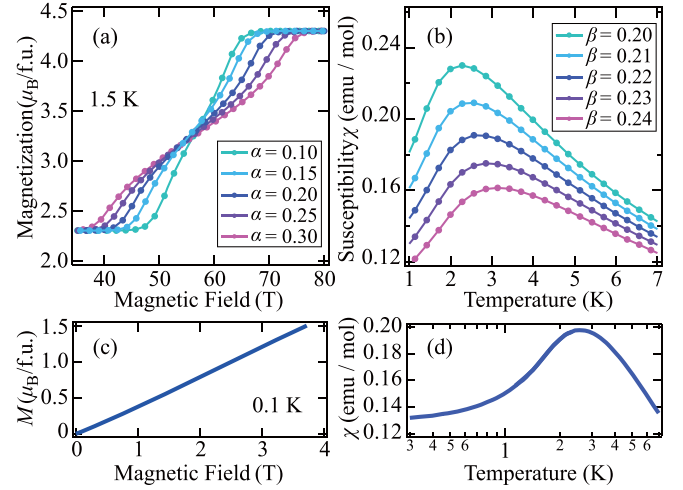 (a)
1.5 K
α = 0.10
α = 0.15
α = 0.20
α = 0.25
α = 0.30
4.5
4.0
3.5
3.0
2.5
2.0
Magnetization (μB/f.u.)
40 50 60 70 80
Magnetic Field (T)
(b)
β = 0.20
β = 0.21
β = 0.22
β = 0.23
β = 0.24
0.24
0.20
0.16
0.12
Susceptibility χ (emu / mol)
1 2 3 4 5 6 7
Temperature (K)
(c)
0.1 K
1.5
1.0
0.5
0
M (μB/f.u.)
0 1 2 3 4
Magnetic Field (T)
(d)
0.20
0.18
0.16
0.14
0.12
χ (emu / mol)
3 4 5 6 1 2 3 4 5 6
Temperature (K)